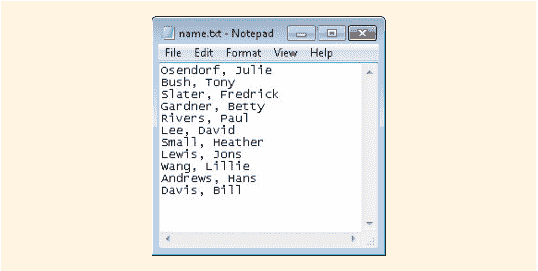 name.txt - Notepad
File Edit Format View Help
Osendorf, Julie
Bush, Tony
Slater, Fredrick
Gardner, Betty
Rivers, Paul
Lee, David
Small, Heather
Lewis, Jons
Wang, Lillie
Andrews, Hans
Davis, Bill